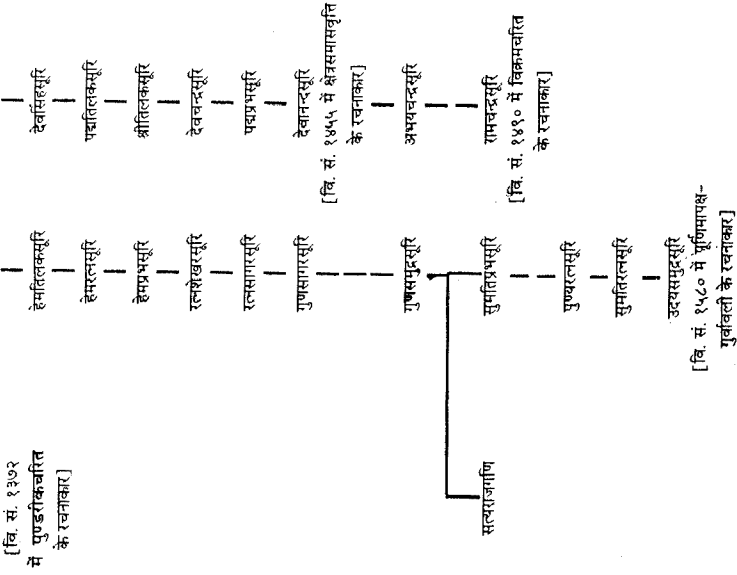 [वि. सं. १३७२
में पुण्डरीकचरित
के रचनाकार]
सत्यराजगणि
हेमतिलकसूरि
हेमरत्नसूरि
हेमप्रभसूरि
रत्नशेखरसूरि
रत्नसागरसूरि
गुणसागरसूरि
गुणसमुद्रसूरि
सुमतिप्रभसूरि
पुण्यरत्नसूरि
सुमतिरत्नसूरि
उदयसमुद्रसूरि
[वि. सं. १५८० में पूर्णिमापक्ष-
गुर्वावली के रचनाकार]
देवसिंहसूरि
पद्मतिलकसूरि
श्रीतिलकसूरि
देवचन्द्रसूरि
पद्मप्रभसूरि
देवानन्दसूरि
[वि. सं. १४५५ में क्षेत्रसमासवृत्ति
के रचनाकार]
अभयचन्द्रसूरि
रामचन्द्रसूरि
[वि. सं. १४९० में विक्रमचरित
के रचनाकार]